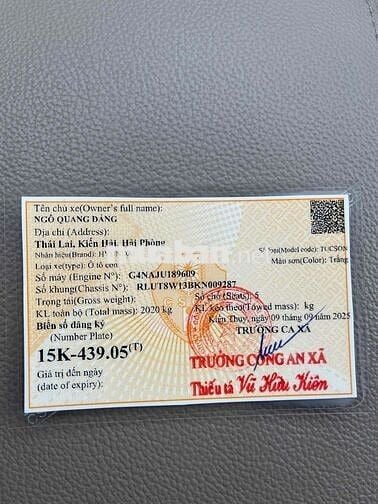 Tên chủ xe(Owner's full name):
NGÔ QUANG ĐẢNG
Địa chỉ (Address):
Thái Lai, Kiến Hải, Hải Phòng
Nhãn hiệu(Brand): Số loại(Model code): TUCSON
Loại xe(type): Ô tô con Màu sơn(Color): Trắng
Số máy (Engine N°): G4NAJU189609
Số khung(Chassis N°): RLUTSW13BKN009287
Trọng tải(Gross weight) Số chỗ (Seats): 5
KL toàn bộ (Total mass): 2020 kg KL kéo theo(Towed mass): kg
Biển số đăng ký Kiến Thụy, ngày 09 tháng 09 năm 2025
(Number Plate) TRƯỞNG CA XÃ
15K-439.05(T)
Giá trị đến ngày TRƯỞNG CÔNG AN XÃ
(date of expiry): Thiếu tá Vũ Hữu Kiên